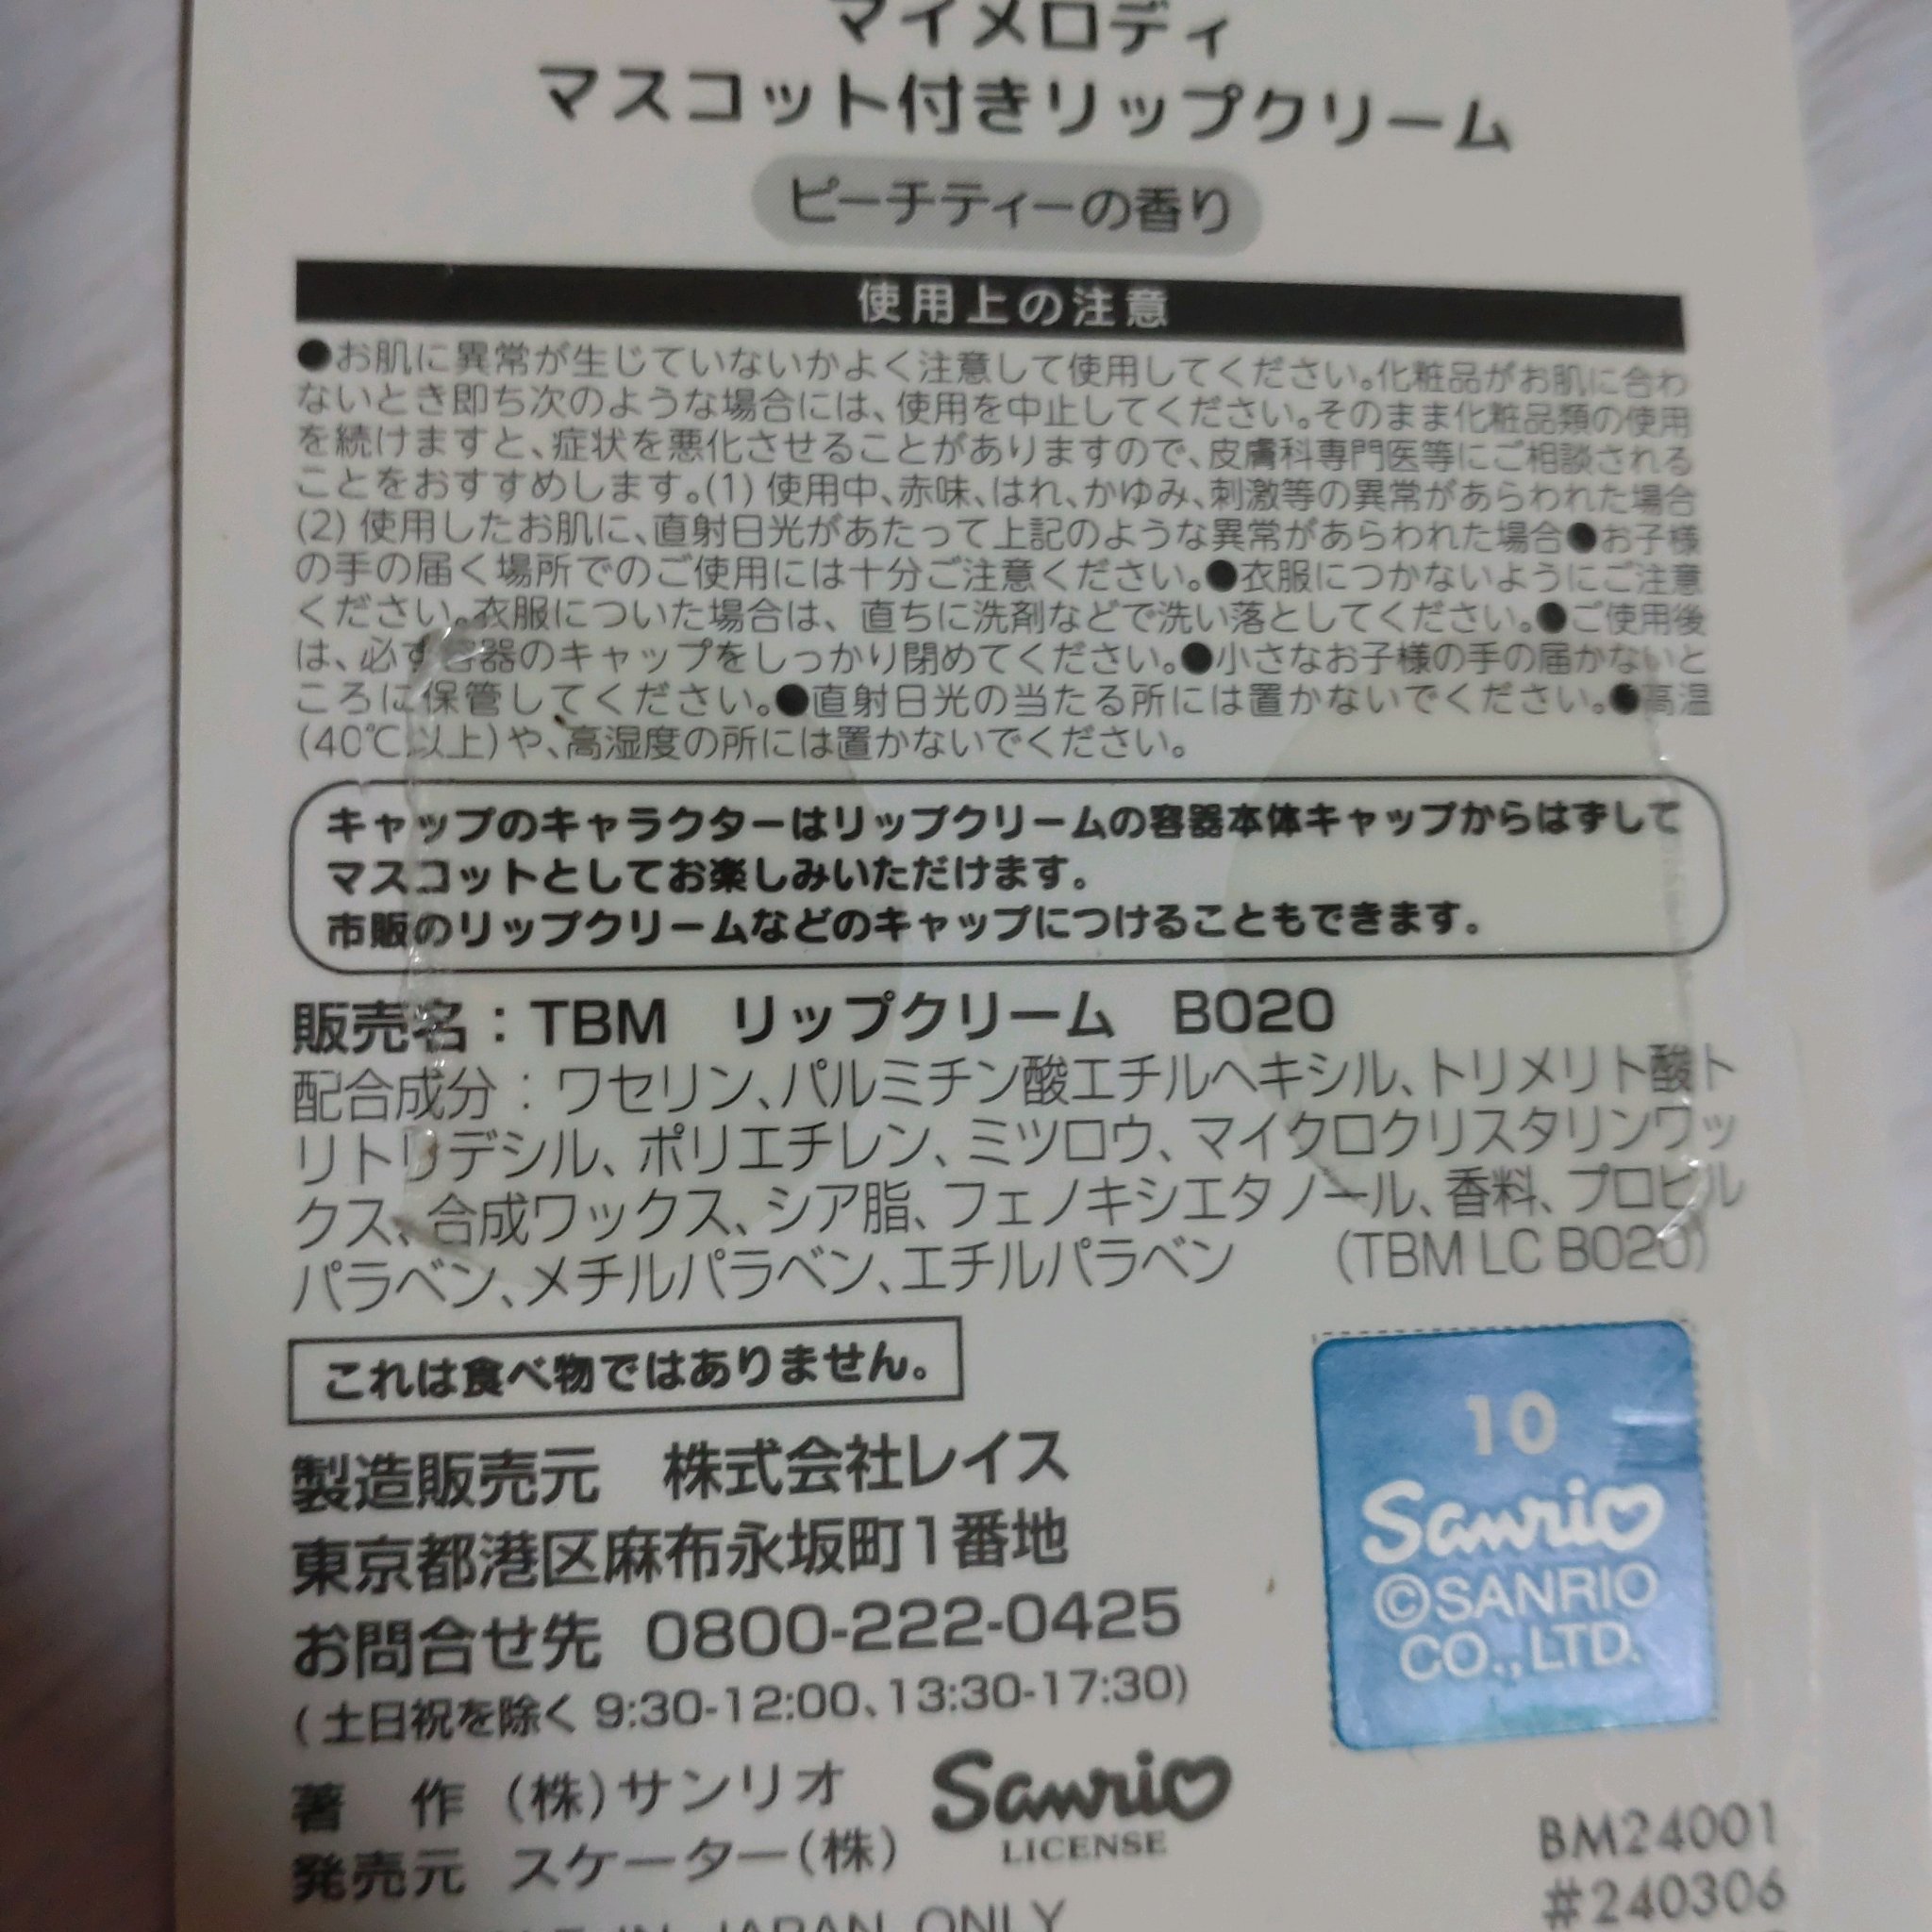 マイメロディ
マスコット付きリップクリーム
ピーチティーの香り
使用上の注意
●お肌に異常が生じていないかよく注意して使用してください。化粧品がお肌に合わ
ないとき即ち次のような場合には、使用を中止してください。そのまま化粧品類の使用
を続けますと、症状を悪化させることがありますので、皮膚科専門医等にご相談される
ことをおすすめします。(1) 使用中、赤味、はれ、かゆみ、刺激等の異常があらわれた場合
(2) 使用したお肌に、直射日光があたって上記のような異常があらわれた場合●お子様
の手の届く場所でのご使用には十分ご注意ください。●衣服につかないようにご注意
ください。衣服についた場合は、直ちに洗剤などで洗い落としてください。●ご使用後
は、必ず容器のキャップをしっかり閉めてください。●小さなお子様の手の届かないと
ころに保管してください。●直射日光の当たる所には置かないでください。●高温
(40℃以上)や、高湿度の所には置かないでください。
キャップのキャラクターはリップクリームの容器本体キャップからはずして
マスコットとしてお楽しみいただけます。
市販のリップクリームなどのキャップにつけることもできます。
販売名：TBM リップクリーム B020
配合成分：ワセリン、パルミチン酸エチルヘキシル、トリメリト酸ト
リトリデシル、ポリエチレン、ミツロウ、マイクロクリスタリンワッ
クス、合成ワックス、シア脂、フェノキシエタノール、香料、プロピル
パラベン、メチルパラベン、エチルパラベン (TBM LC B020)
これは食べ物ではありません。
製造販売元 株式会社レイス
東京都港区麻布永坂町1番地
お問合せ先 0800-222-0425
(土日祝を除く 9:30-12:00、13:30-17:30)
著 作 (株)サンリオ
発売元 スケーター(株)
Sanrio
LICENSE
10
Sanrio
©SANRIO
CO.,LTD.
BM24001
#240306
IN JAPAN ONLY